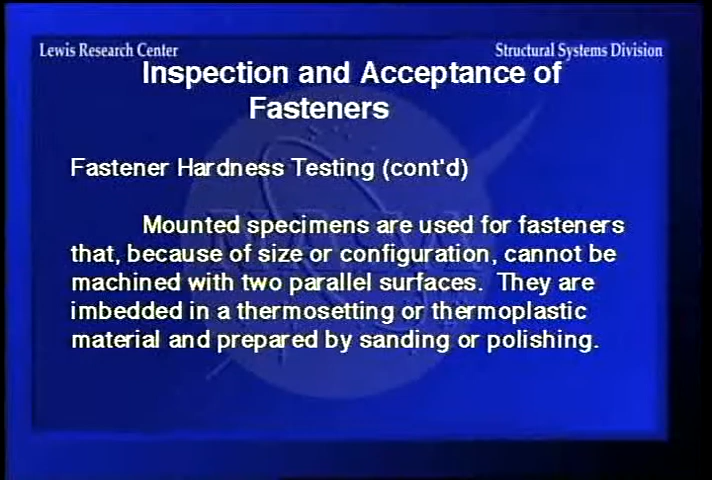 Lewis Research Center
Structural Systems Division
Inspection and Acceptance of
Fasteners
Fastener Hardness Testing (cont'd)
Mounted specimens are used for fasteners
that, because of size or configuration, cannot be
machined with two parallel surfaces. They are
imbedded in a thermosetting or thermoplastic
material and prepared by sanding or polishing.